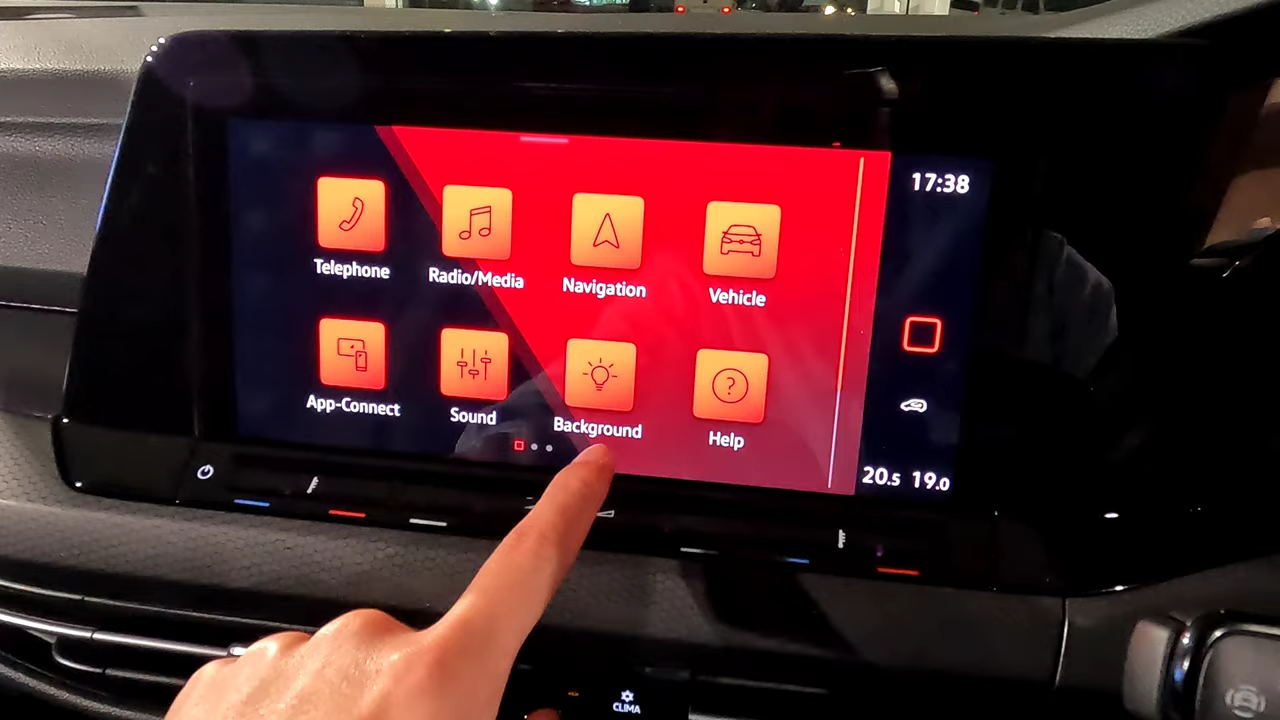 17:38
Telephone
Radio/Media
Navigation
Vehicle
App-Connect
Sound
Background
?
Help
20.5 19.0
CLIMA